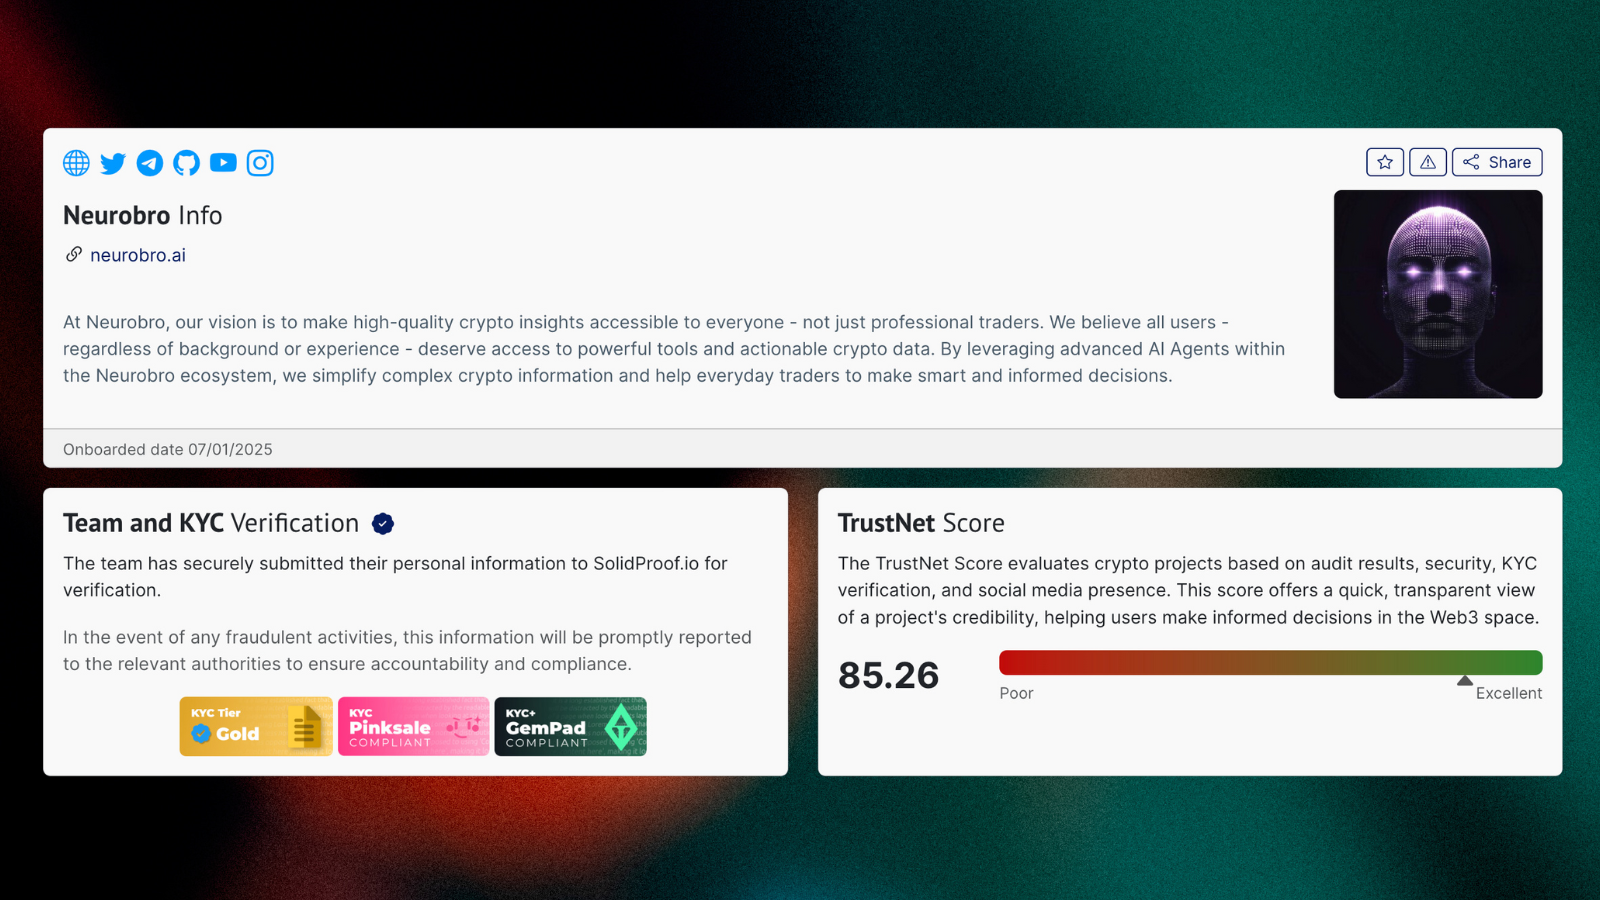 Share
Neurobro Info
neurobro.ai
At Neurobro, our vision is to make high-quality crypto insights accessible to everyone - not just professional traders. We believe all users -
regardless of background or experience - deserve access to powerful tools and actionable crypto data. By leveraging advanced AI Agents within
the Neurobro ecosystem, we simplify complex crypto information and help everyday traders to make smart and informed decisions.
Onboarded date 07/01/2025
Team and KYC Verification
The team has securely submitted their personal information to SolidProof.io for
verification.
In the event of any fraudulent activities, this information will be promptly reported
to the relevant authorities to ensure accountability and compliance.
KYC Tier
Gold
KYC
Pinksale
COMPLIANT
KYC+
GemPad
COMPLIANT
TrustNet Score
The TrustNet Score evaluates crypto projects based on audit results, security, KYC
verification, and social media presence. This score offers a quick, transparent view
of a project's credibility, helping users make informed decisions in the Web3 space.
85.26
Poor
Excellent